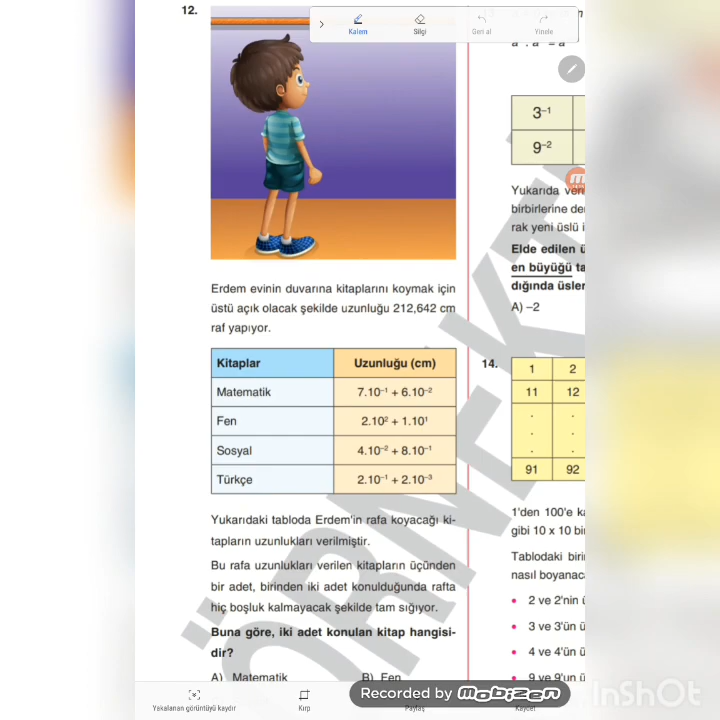 12.
Kalem
Silgi
Geri al
Yinele
Erdem evinin duvarına kitaplarını koymak için
üstü açık olacak şekilde uzunluğu 212,642 cm
raf yapıyor.
Kitaplar Uzunluğu (cm)
Matematik 7.10⁻¹ + 6.10⁻²
Fen 2.10² + 1.10¹
Sosyal 4.10⁻² + 8.10⁻¹
Türkçe 2.10⁻¹ + 2.10⁻³
Yukarıdaki tabloda Erdem'in rafa koyacağı ki-
tapların uzunlukları verilmiştir.
Bu rafa uzunlukları verilen kitapların üçünden
bir adet, birinden iki adet konulduğunda rafta
hiç boşluk kalmayacak şekilde tam sığıyor.
Buna göre, iki adet konulan kitap hangisi-
dir?
A) Matematik B) Fen
3⁻¹
9⁻²
Yukarıda
birbirlerine
rak yeni üslü
Elde edilen
en büyüğü
dığında
A) –2
14.
1 2
11 12
. .
. .
. .
91 92
1'den 100'e
gibi 10 x 10
Tablodaki
nasıl
• 2 ve 2'nin
• 3 ve 3'ün
• 4 ve 4'ün
• 9 ve 9'un
ÖRNEKTİR
Yakalanan görüntüyü kaydır
Kırp
Paylaş
Kaydet
Recorded by mobizen
InShOt